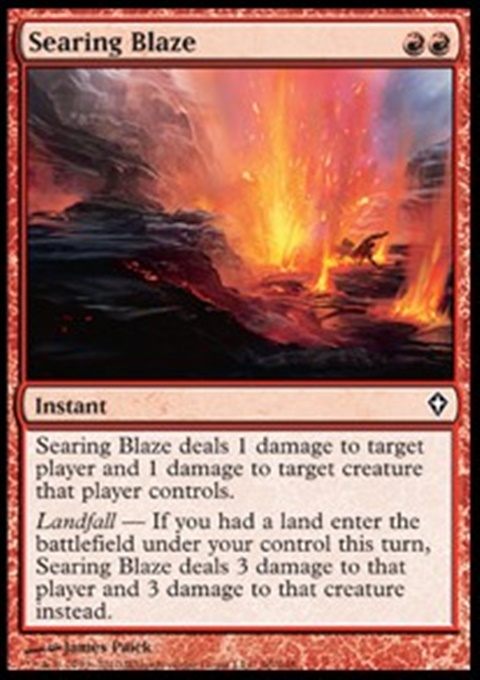 Searing Blaze
Instant
Searing Blaze deals 1 damage to target
player and 1 damage to target creature
that player controls.
Landfall — If you had a land enter the
battlefield under your control this turn,
Searing Blaze deals 3 damage to that
player and 3 damage to that creature
instead.
James Paick